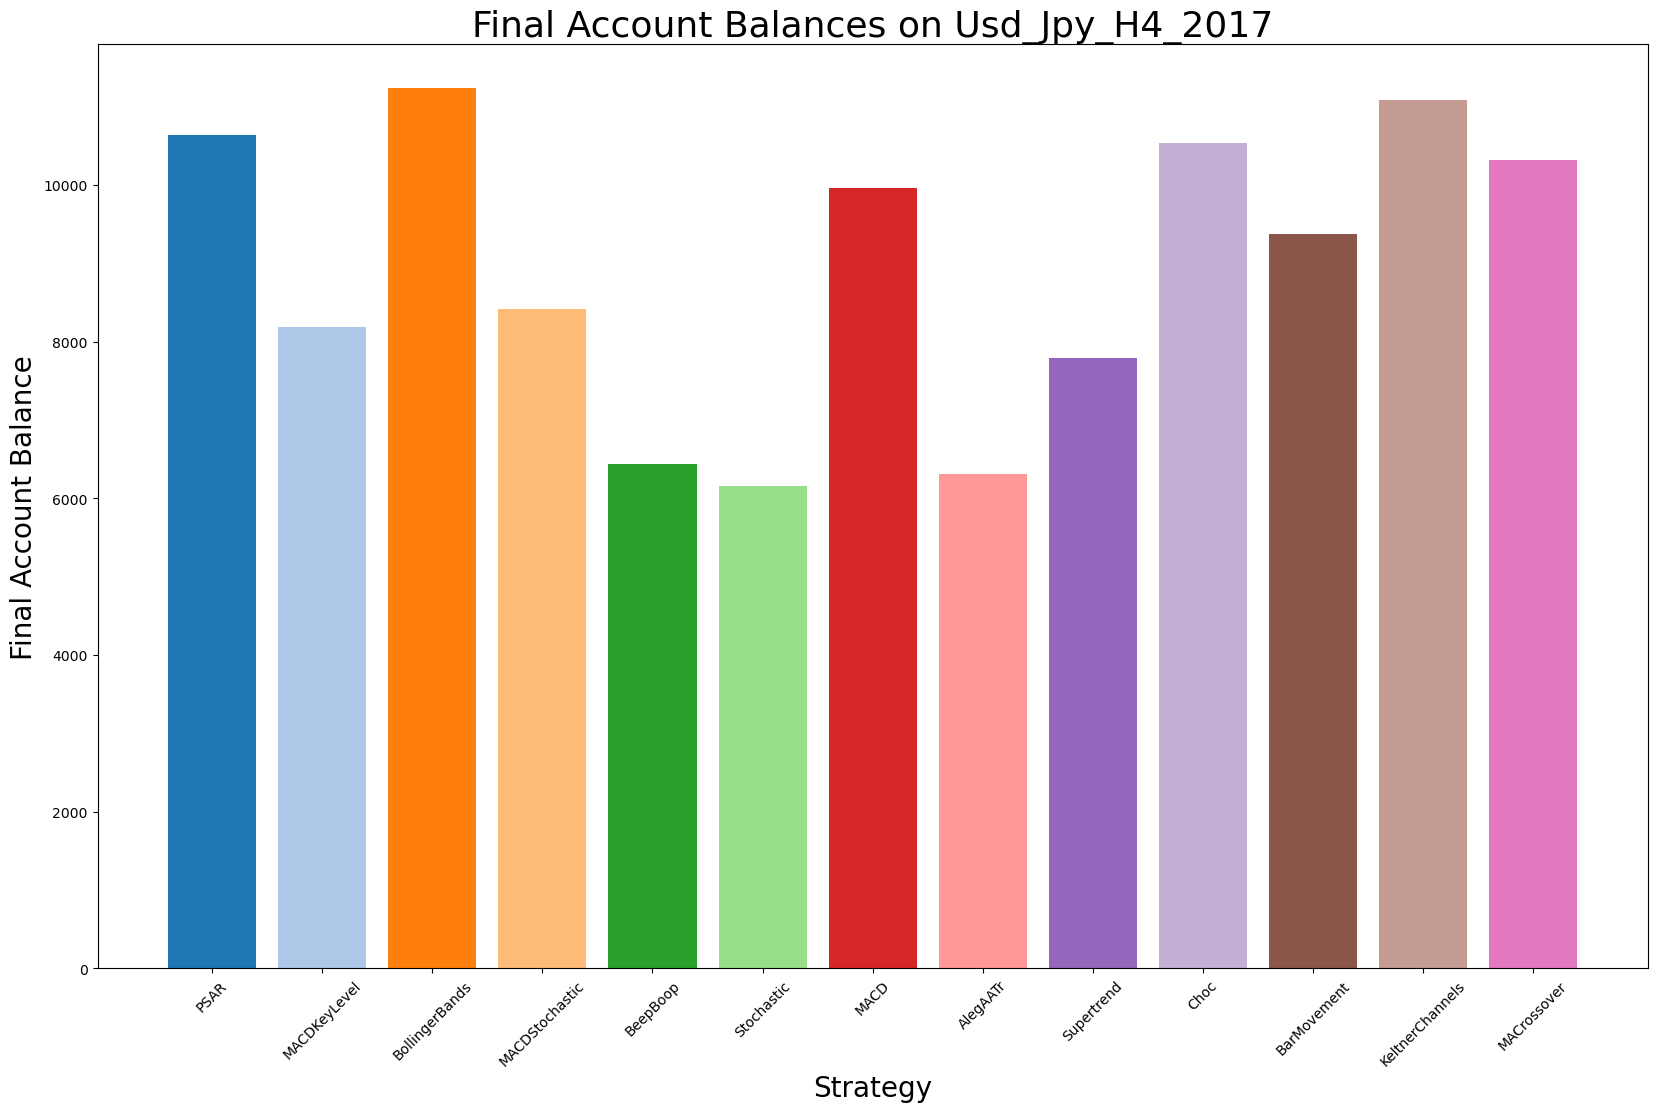 Final Account Balances on Usd_Jpy_H4_2017
Final Account Balance
10000
8000
6000
4000
2000
0
PSAR
MACDKeyLevel
BollingerBands
MACDStochastic
BeepBoop
Stochastic
MACD
AlegAATr
Supertrend
Choc
BarMovement
KeltnerChannels
MACrossover
Strategy